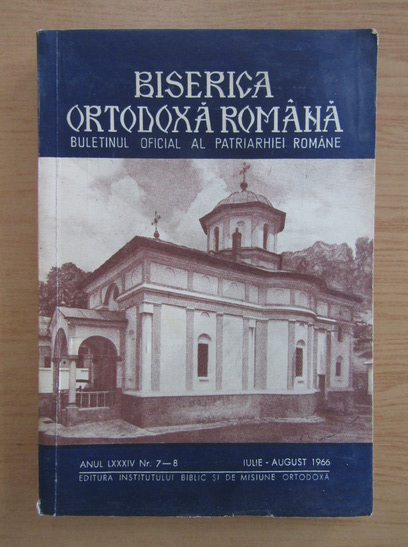 BISERICA
ORTODOXĂ ROMÂNĂ
BULETINUL OFICIAL AL PATRIARHIEI ROMÂNE
ANUL LXXXIV Nr. 7—8 IULIE - AUGUST 1966
EDITURA INSTITUTULUI BIBLIC ȘI DE MISIUNE ORTODOXĂ